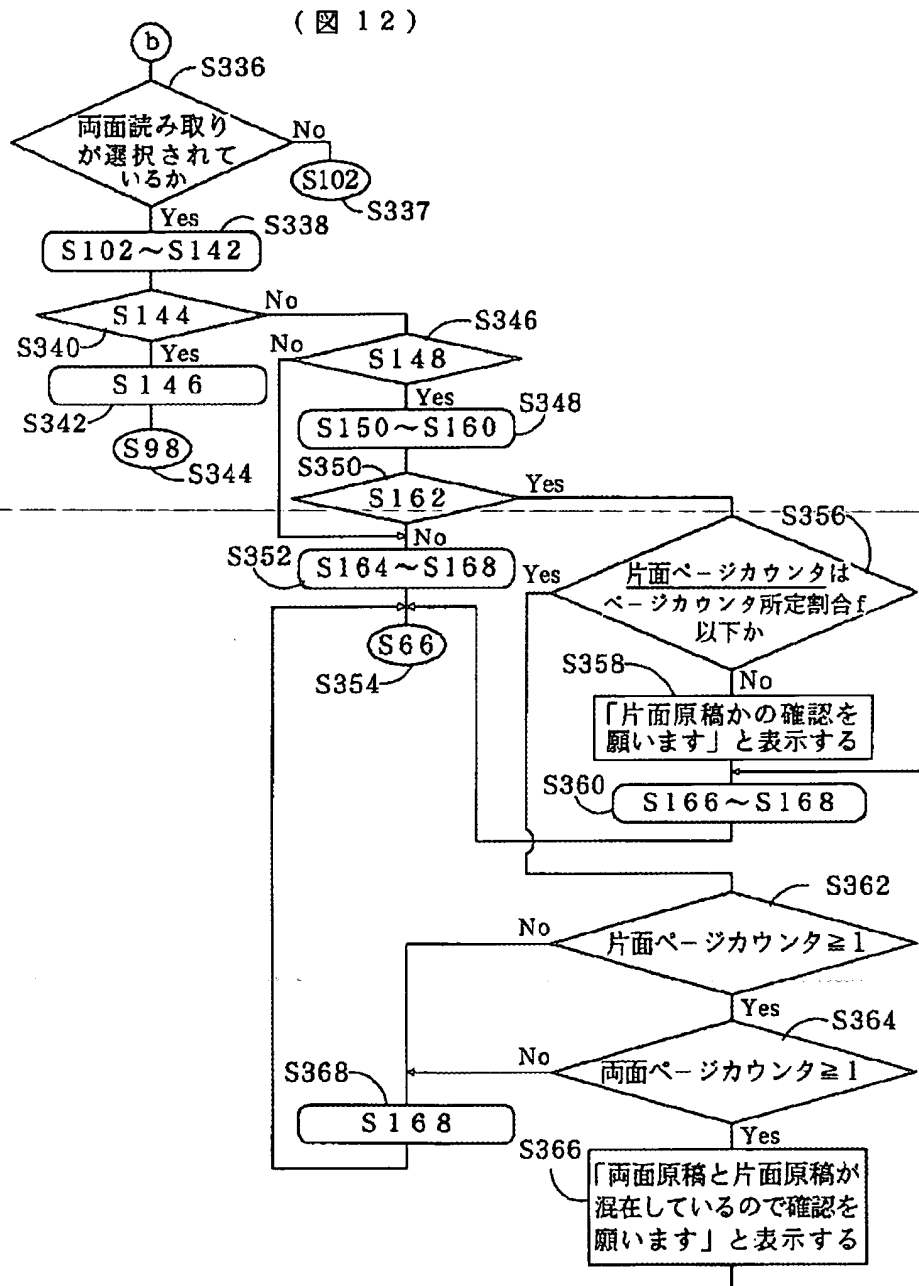 (図 12)
b
S336
両面読み取り
が選択されて
いるか
No
S102
S337
Yes
S338
S102～S142
S144
No
S340
Yes
S146
S342
S98
S344
S346
No
S148
Yes
S150～S160
S348
S350
S162
Yes
No
S352
S164～S168
S66
S354
S356
Yes
片面ページカウンタは
ページカウンタ所定割合f
以下か
S358
No
「片面原稿かの確認を
願います」と表示する
S360
S166～S168
S362
No
片面ページカウンタ≧1
Yes
S364
No
両面ページカウンタ≧1
S368
S168
Yes
S366
「両面原稿と片面原稿が
混在しているので確認を
願います」と表示する